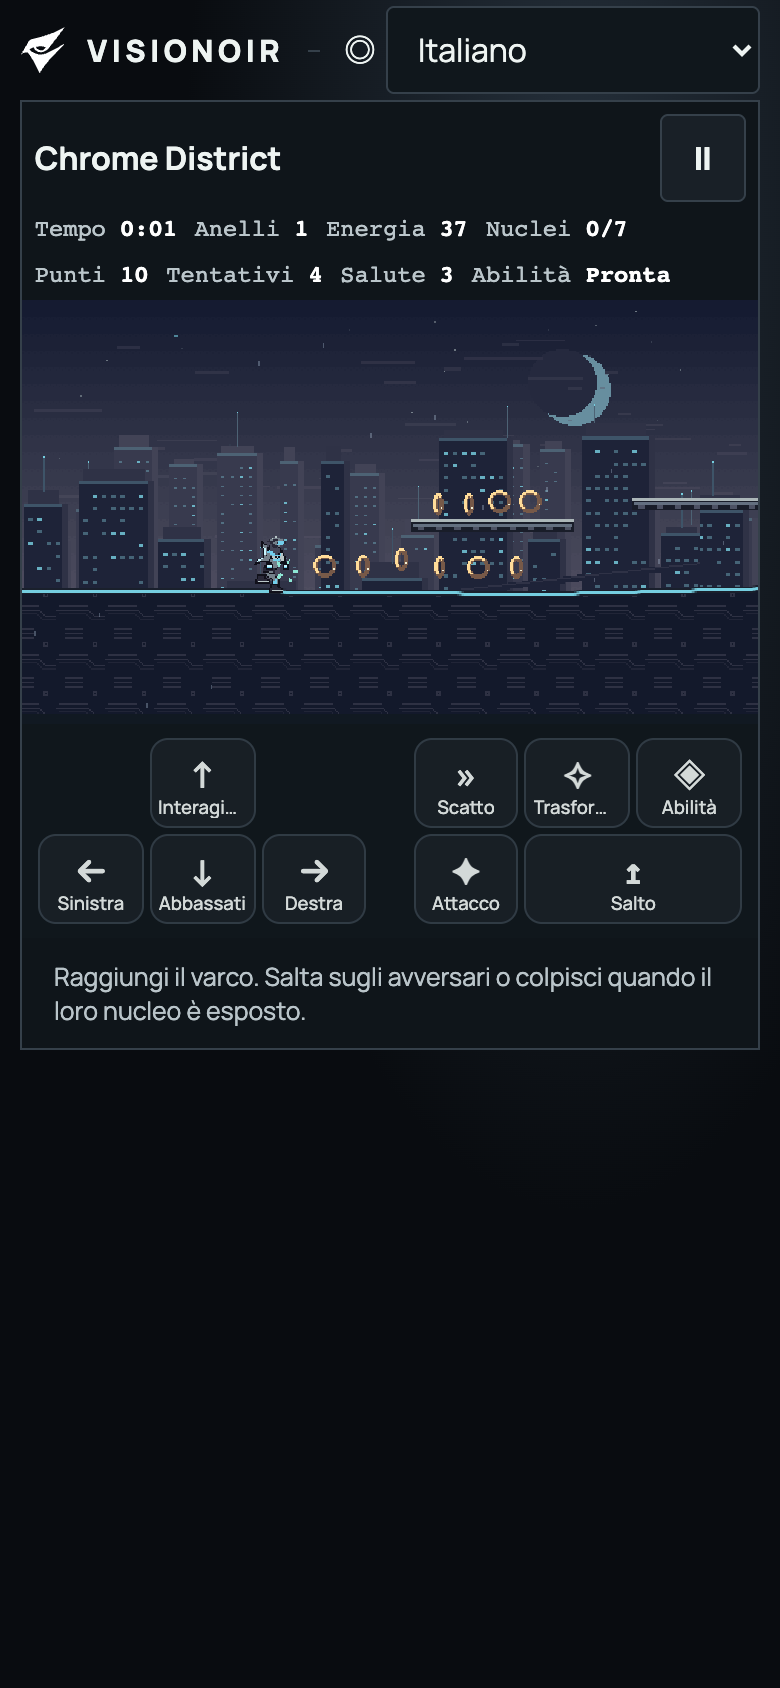 VISIONOIR
Italiano
Chrome District
Tempo 0:01 Anelli 1 Energia 37 Nuclei 0/7
Punti 10 Tentativi 4 Salute 3 Abilità Pronta
Interagi...
Scatto
Trasfor...
Abilità
Sinistra
Abbassati
Destra
Attacco
Salto
Raggiungi il varco. Salta sugli avversari o colpisci quando il
loro nucleo è esposto.